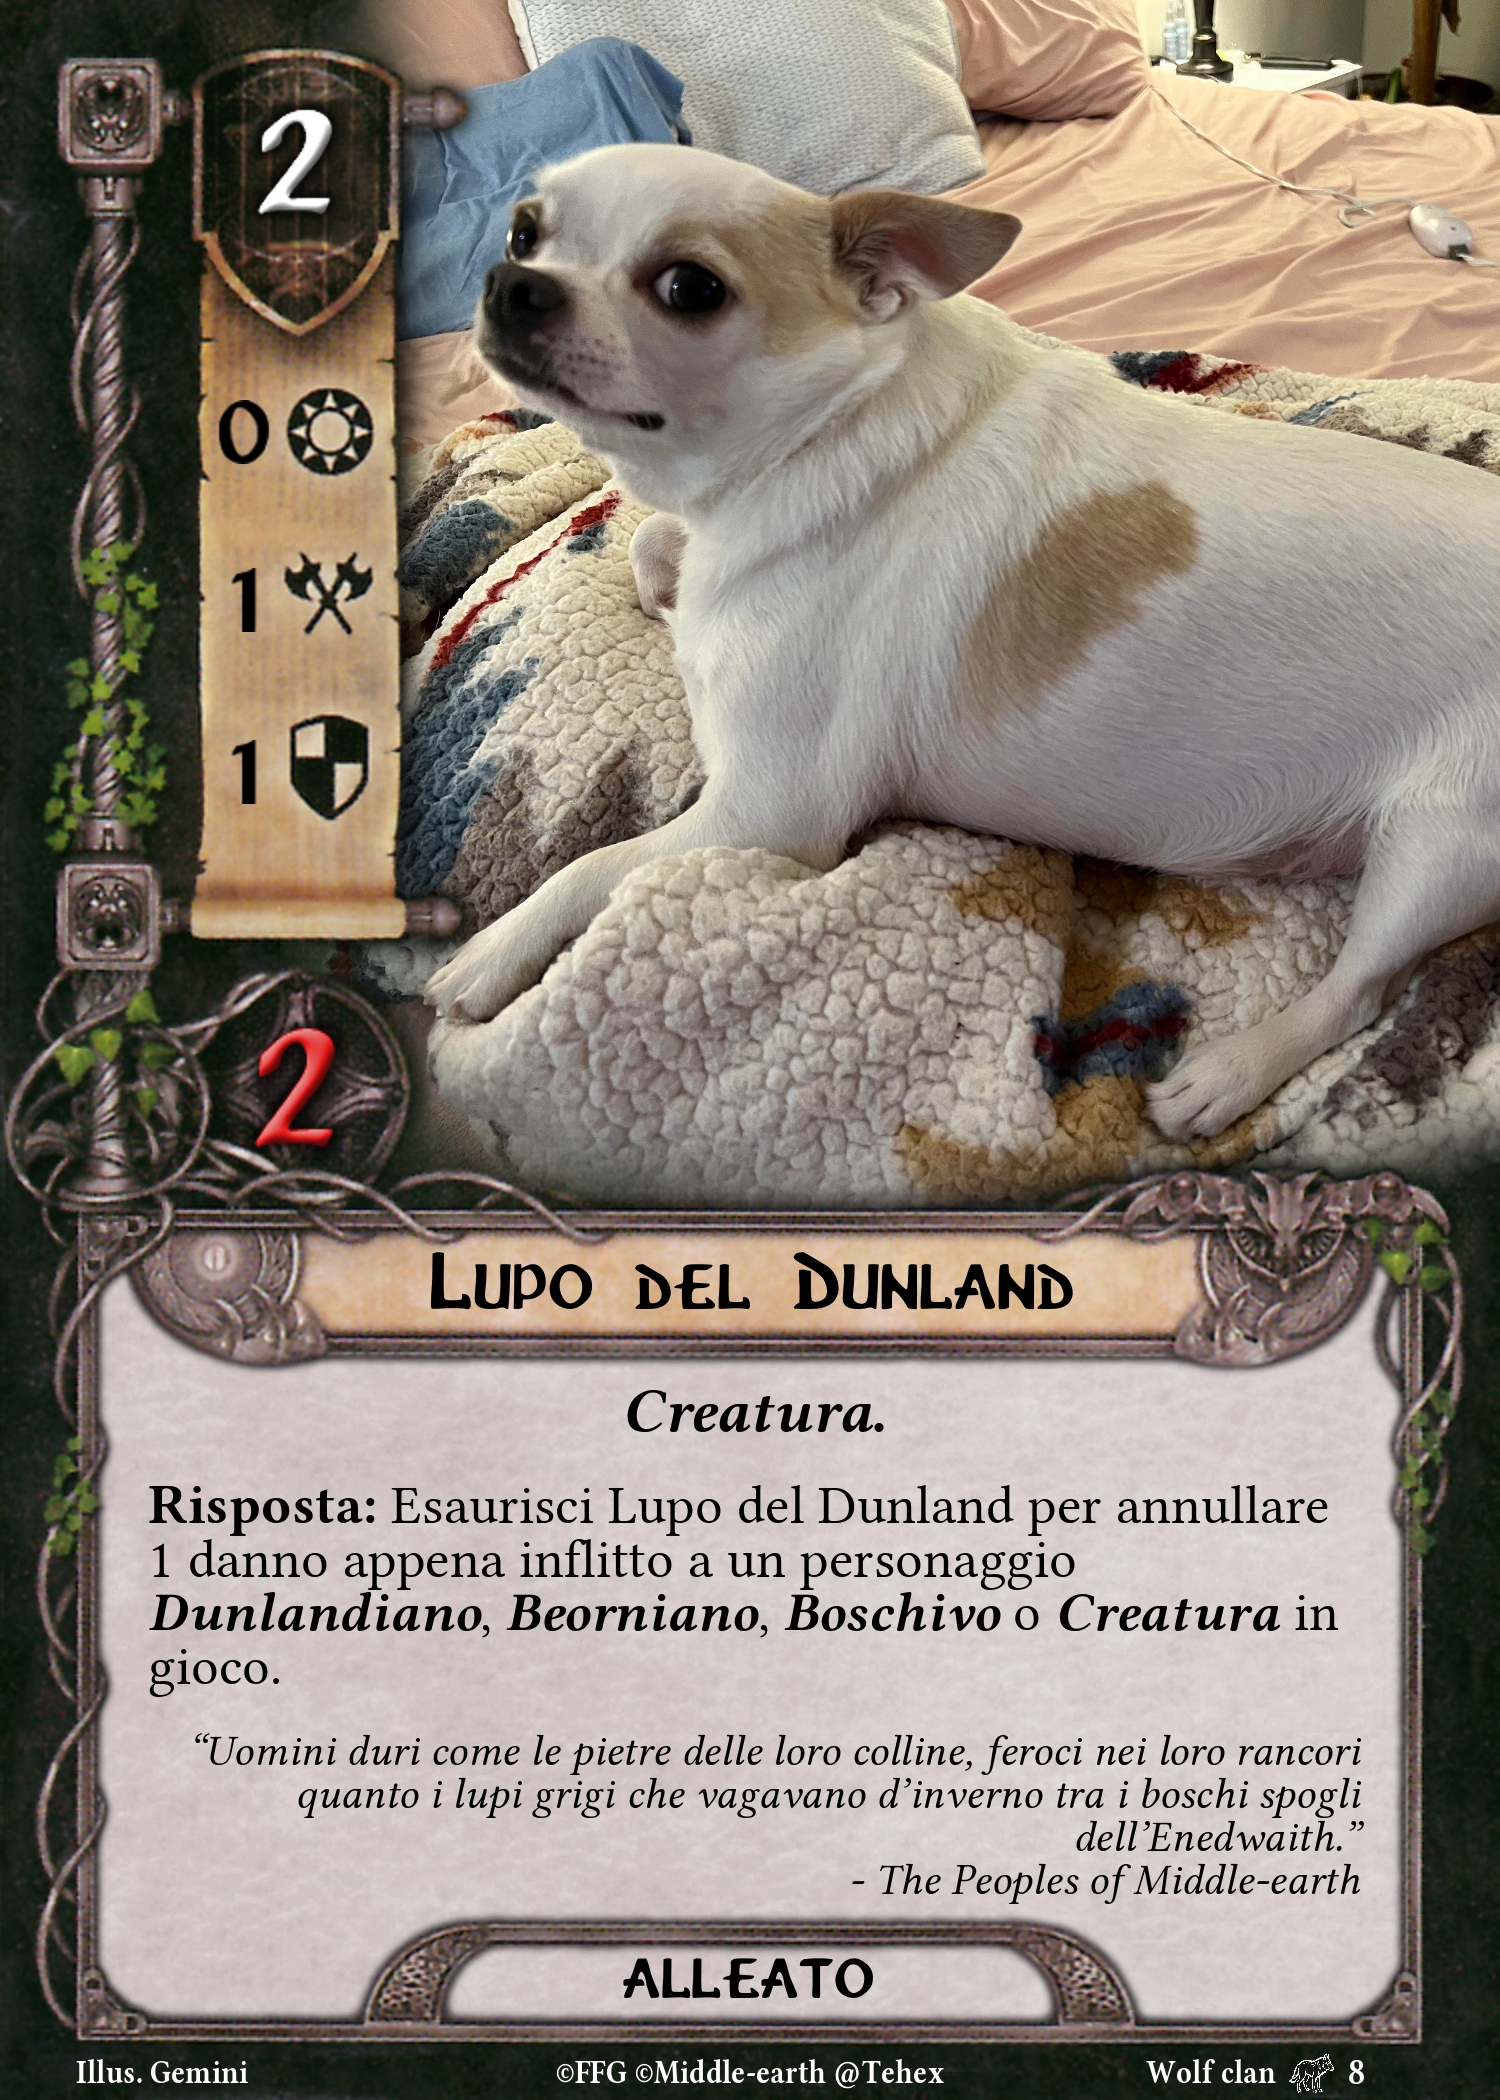 2
0
1
1
2
Lupo del Dunland
Creatura.
Risposta: Esaurisci Lupo del Dunland per annullare
1 danno appena inflitto a un personaggio
Dunlandiano, Beorniano, Boschivo o Creatura in
gioco.
“Uomini duri come le pietre delle loro colline, feroci nei loro rancori
quanto i lupi grigi che vagavano d’inverno tra i boschi spogli
dell’Enedwaith.”
- The Peoples of Middle-earth
ALLEATO
Illus. Gemini ©FFG ©Middle-earth @Tehex Wolf clan 8